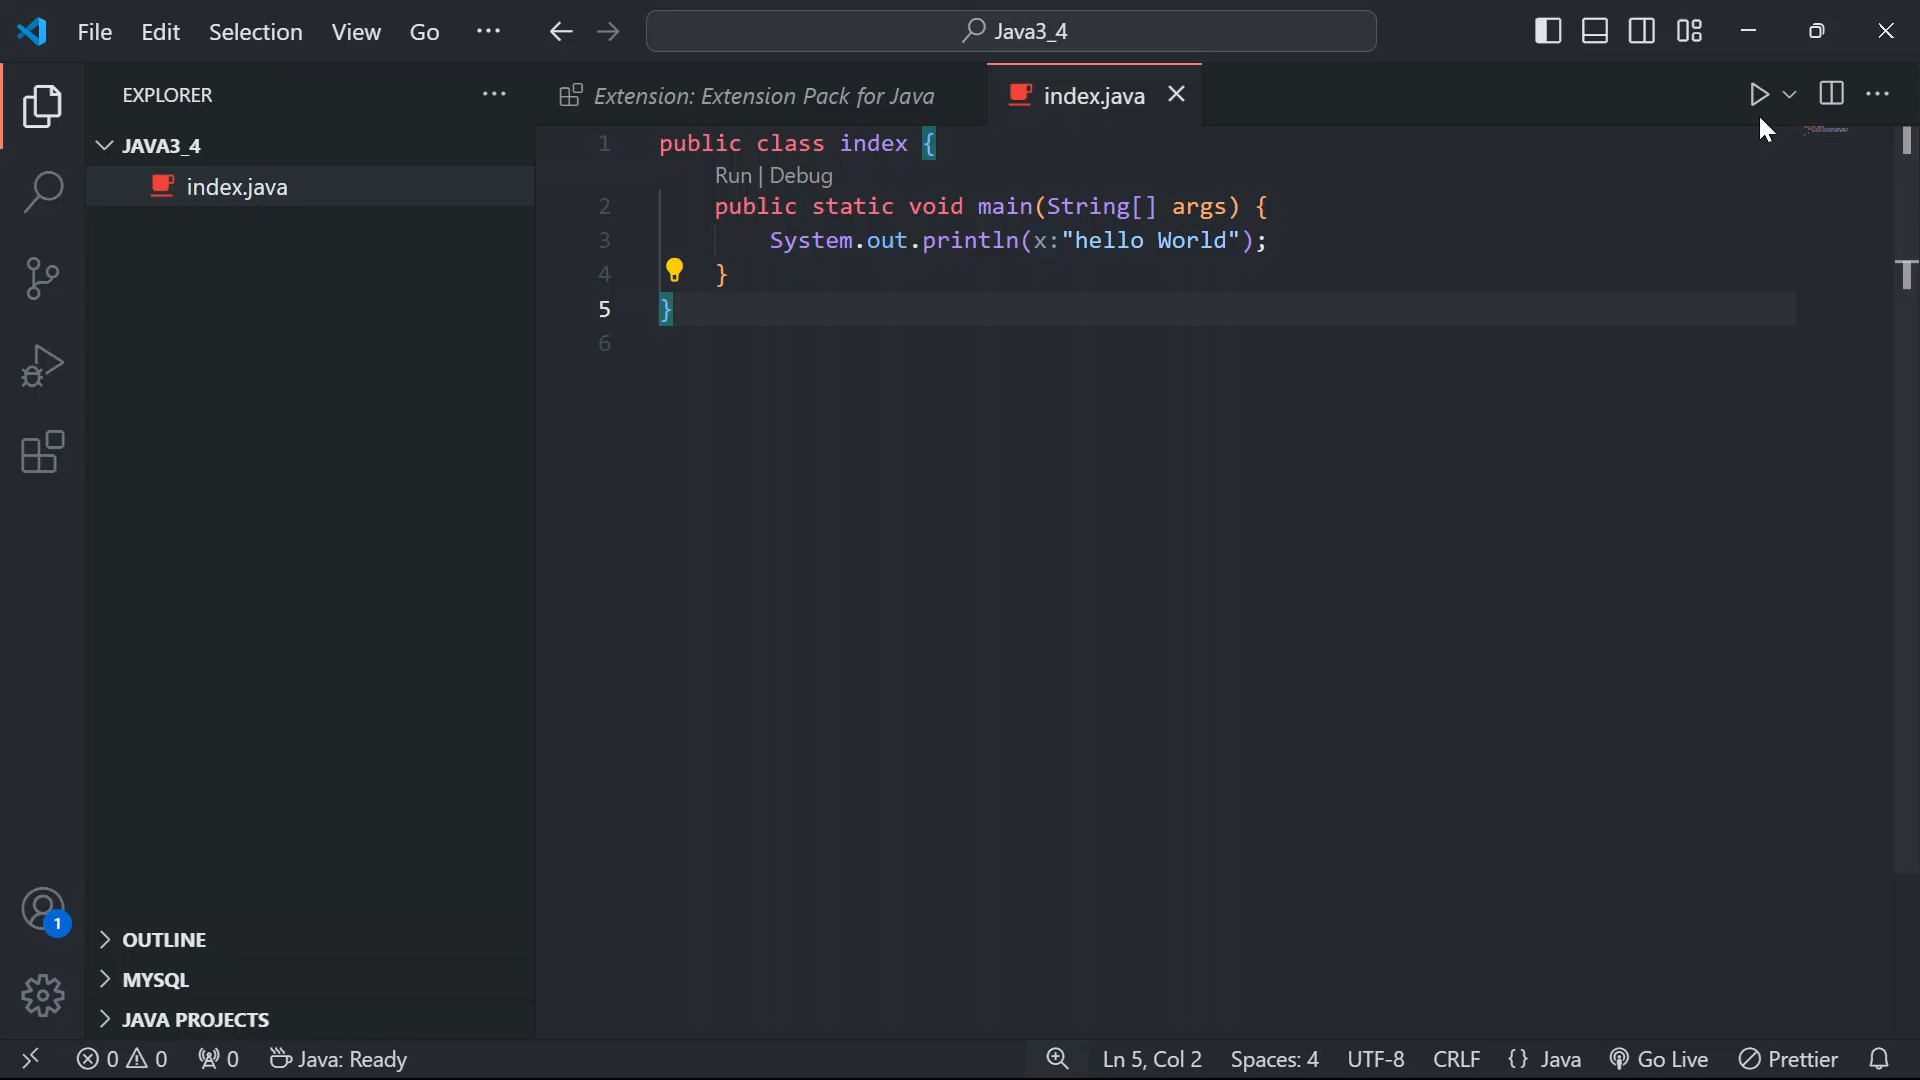 File Edit Selection View Go ··· Java3_4
EXPLORER ···
JAVA3_4
index.java
Extension: Extension Pack for Java index.java
1 public class index {
Run | Debug
2 public static void main(String[] args) {
3 System.out.println(x:"hello World");
4 }
5 }
6
1
OUTLINE
MYSQL
JAVA PROJECTS
0 0 0 Java: Ready Ln 5, Col 2 Spaces: 4 UTF-8 CRLF {} Java Go Live Prettier